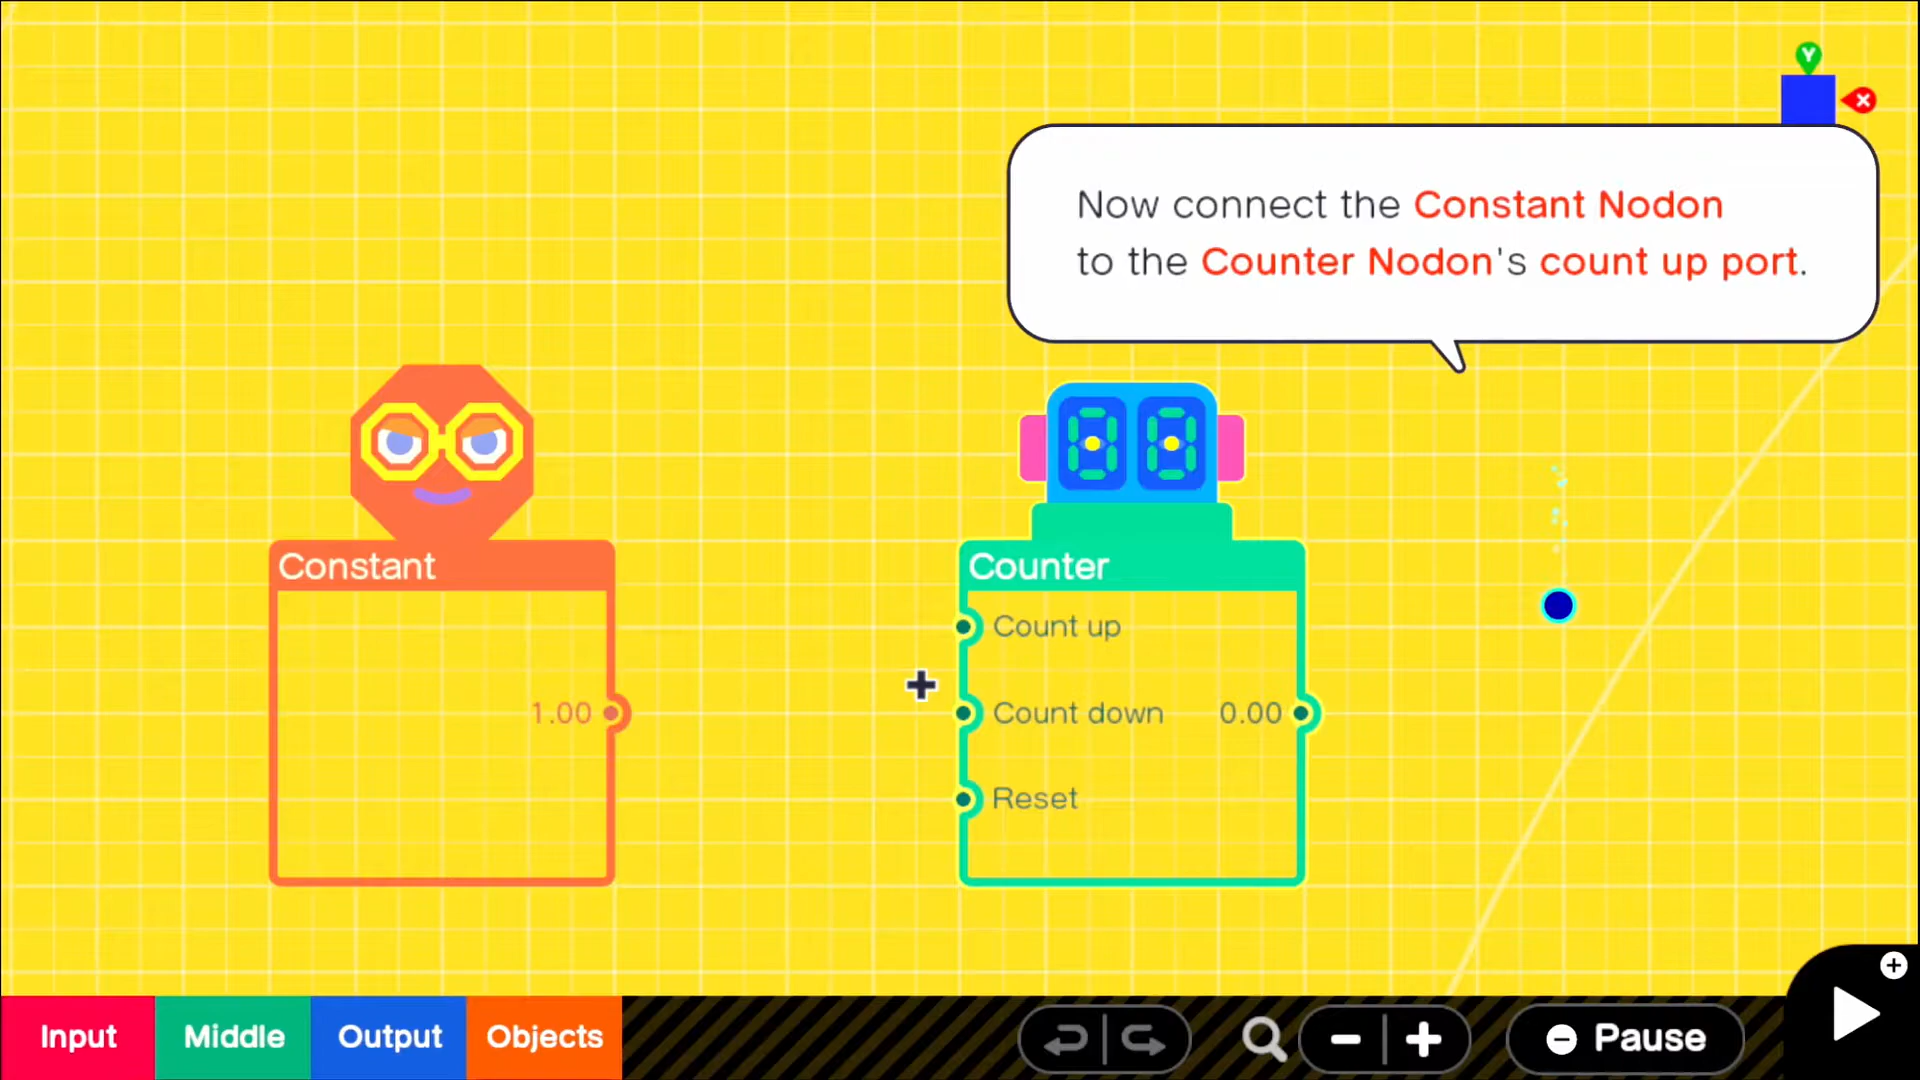 Y
X
Now connect the Constant Nodon
to the Counter Nodon's count up port.
Constant
1.00
Counter
Count up
Count down 0.00
Reset
Input Middle Output Objects Pause